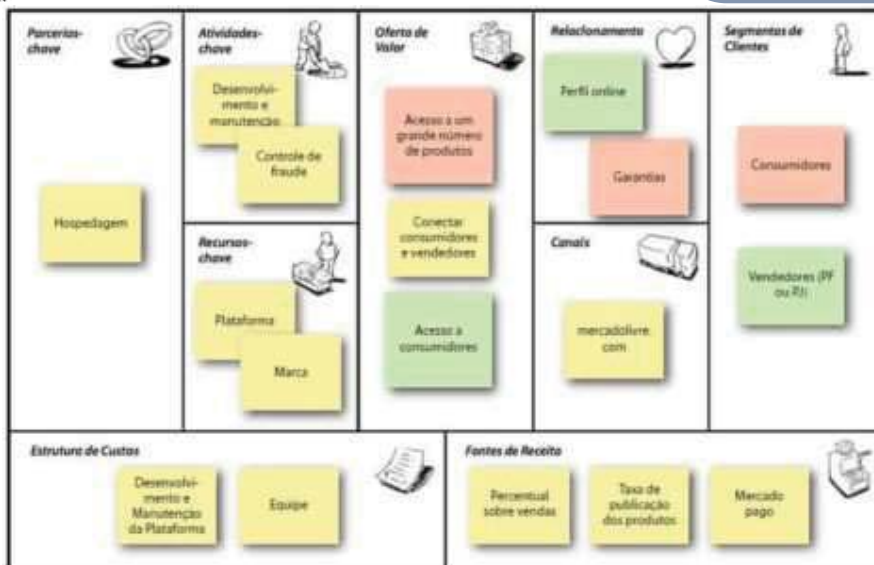 Parcerias-
chave
Hospedagem
Atividades-
chave
Desenvolvi-
mento e
manutenção
Controle de
fraude
Recursos-
chave
Plataforma
Marca
Oferta de
Valor
Acesso a um
grande número
de produtos
Conectar
consumidores
e vendedores
Acesso a
consumidores
Relacionamento
Perfil online
Garantias
Canais
mercadolivre
com
Segmentos de
Clientes
Consumidores
Vendedores (PF
ou PJ)
Estrutura de Custos
Desenvolvi-
mento e
Manutenção
da Plataforma
Equipe
Fontes de Receita
Percentual
sobre vendas
Taxa de
publicação
dos produtos
Mercado
pago